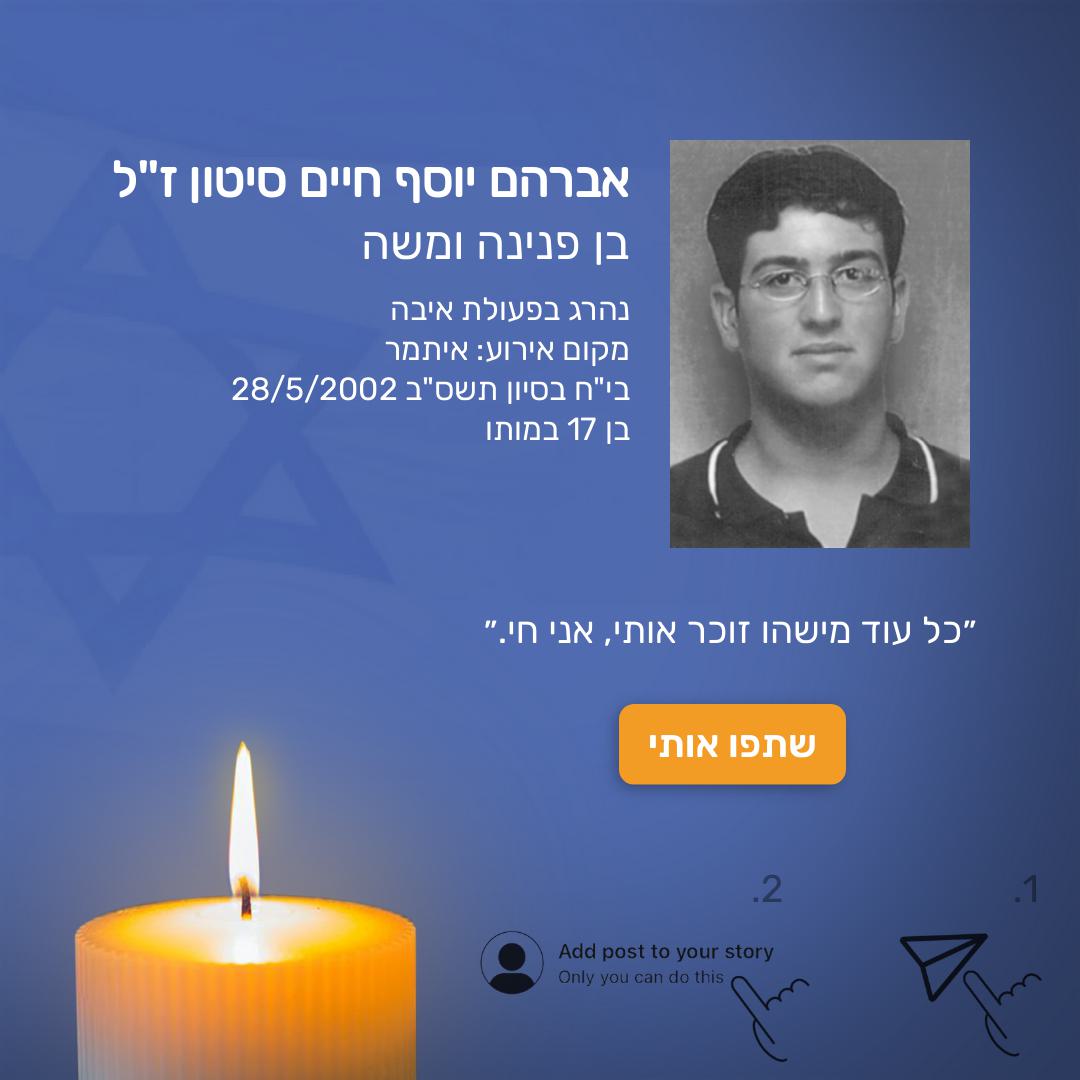 אברהם יוסף חיים סיטון ז"ל
בן פנינה ומשה
נהרג בפעולת איבה
מקום אירוע: איתמר
בי"ח בסיון תשס"ב 28/5/2002
בן 17 במותו
״כל עוד מישהו זוכר אותי, אני חי.״
שתפו אותי
1.
2.
Add post to your story
Only you can do this